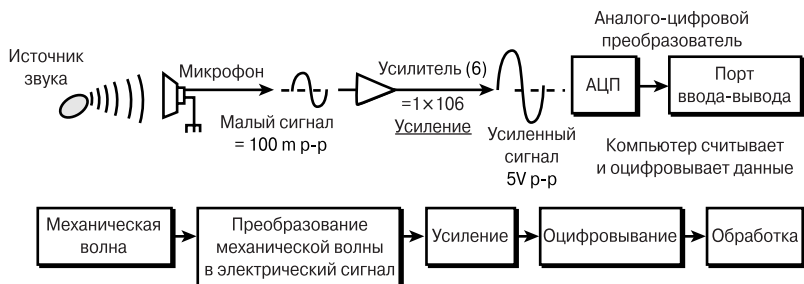 Аналого-цифровой
преобразователь
Источник
звука
Микрофон
Усилитель (6)
=1×106
Усиление
АЦП
Порт
ввода-вывода
Малый сигнал
= 100 m p-p
Усиленный
сигнал
5V p-p
Компьютер считывает
и оцифровывает данные
Механическая
волна
Преобразование
механической волны
в электрический сигнал
Усиление
Оцифровывание
Обработка